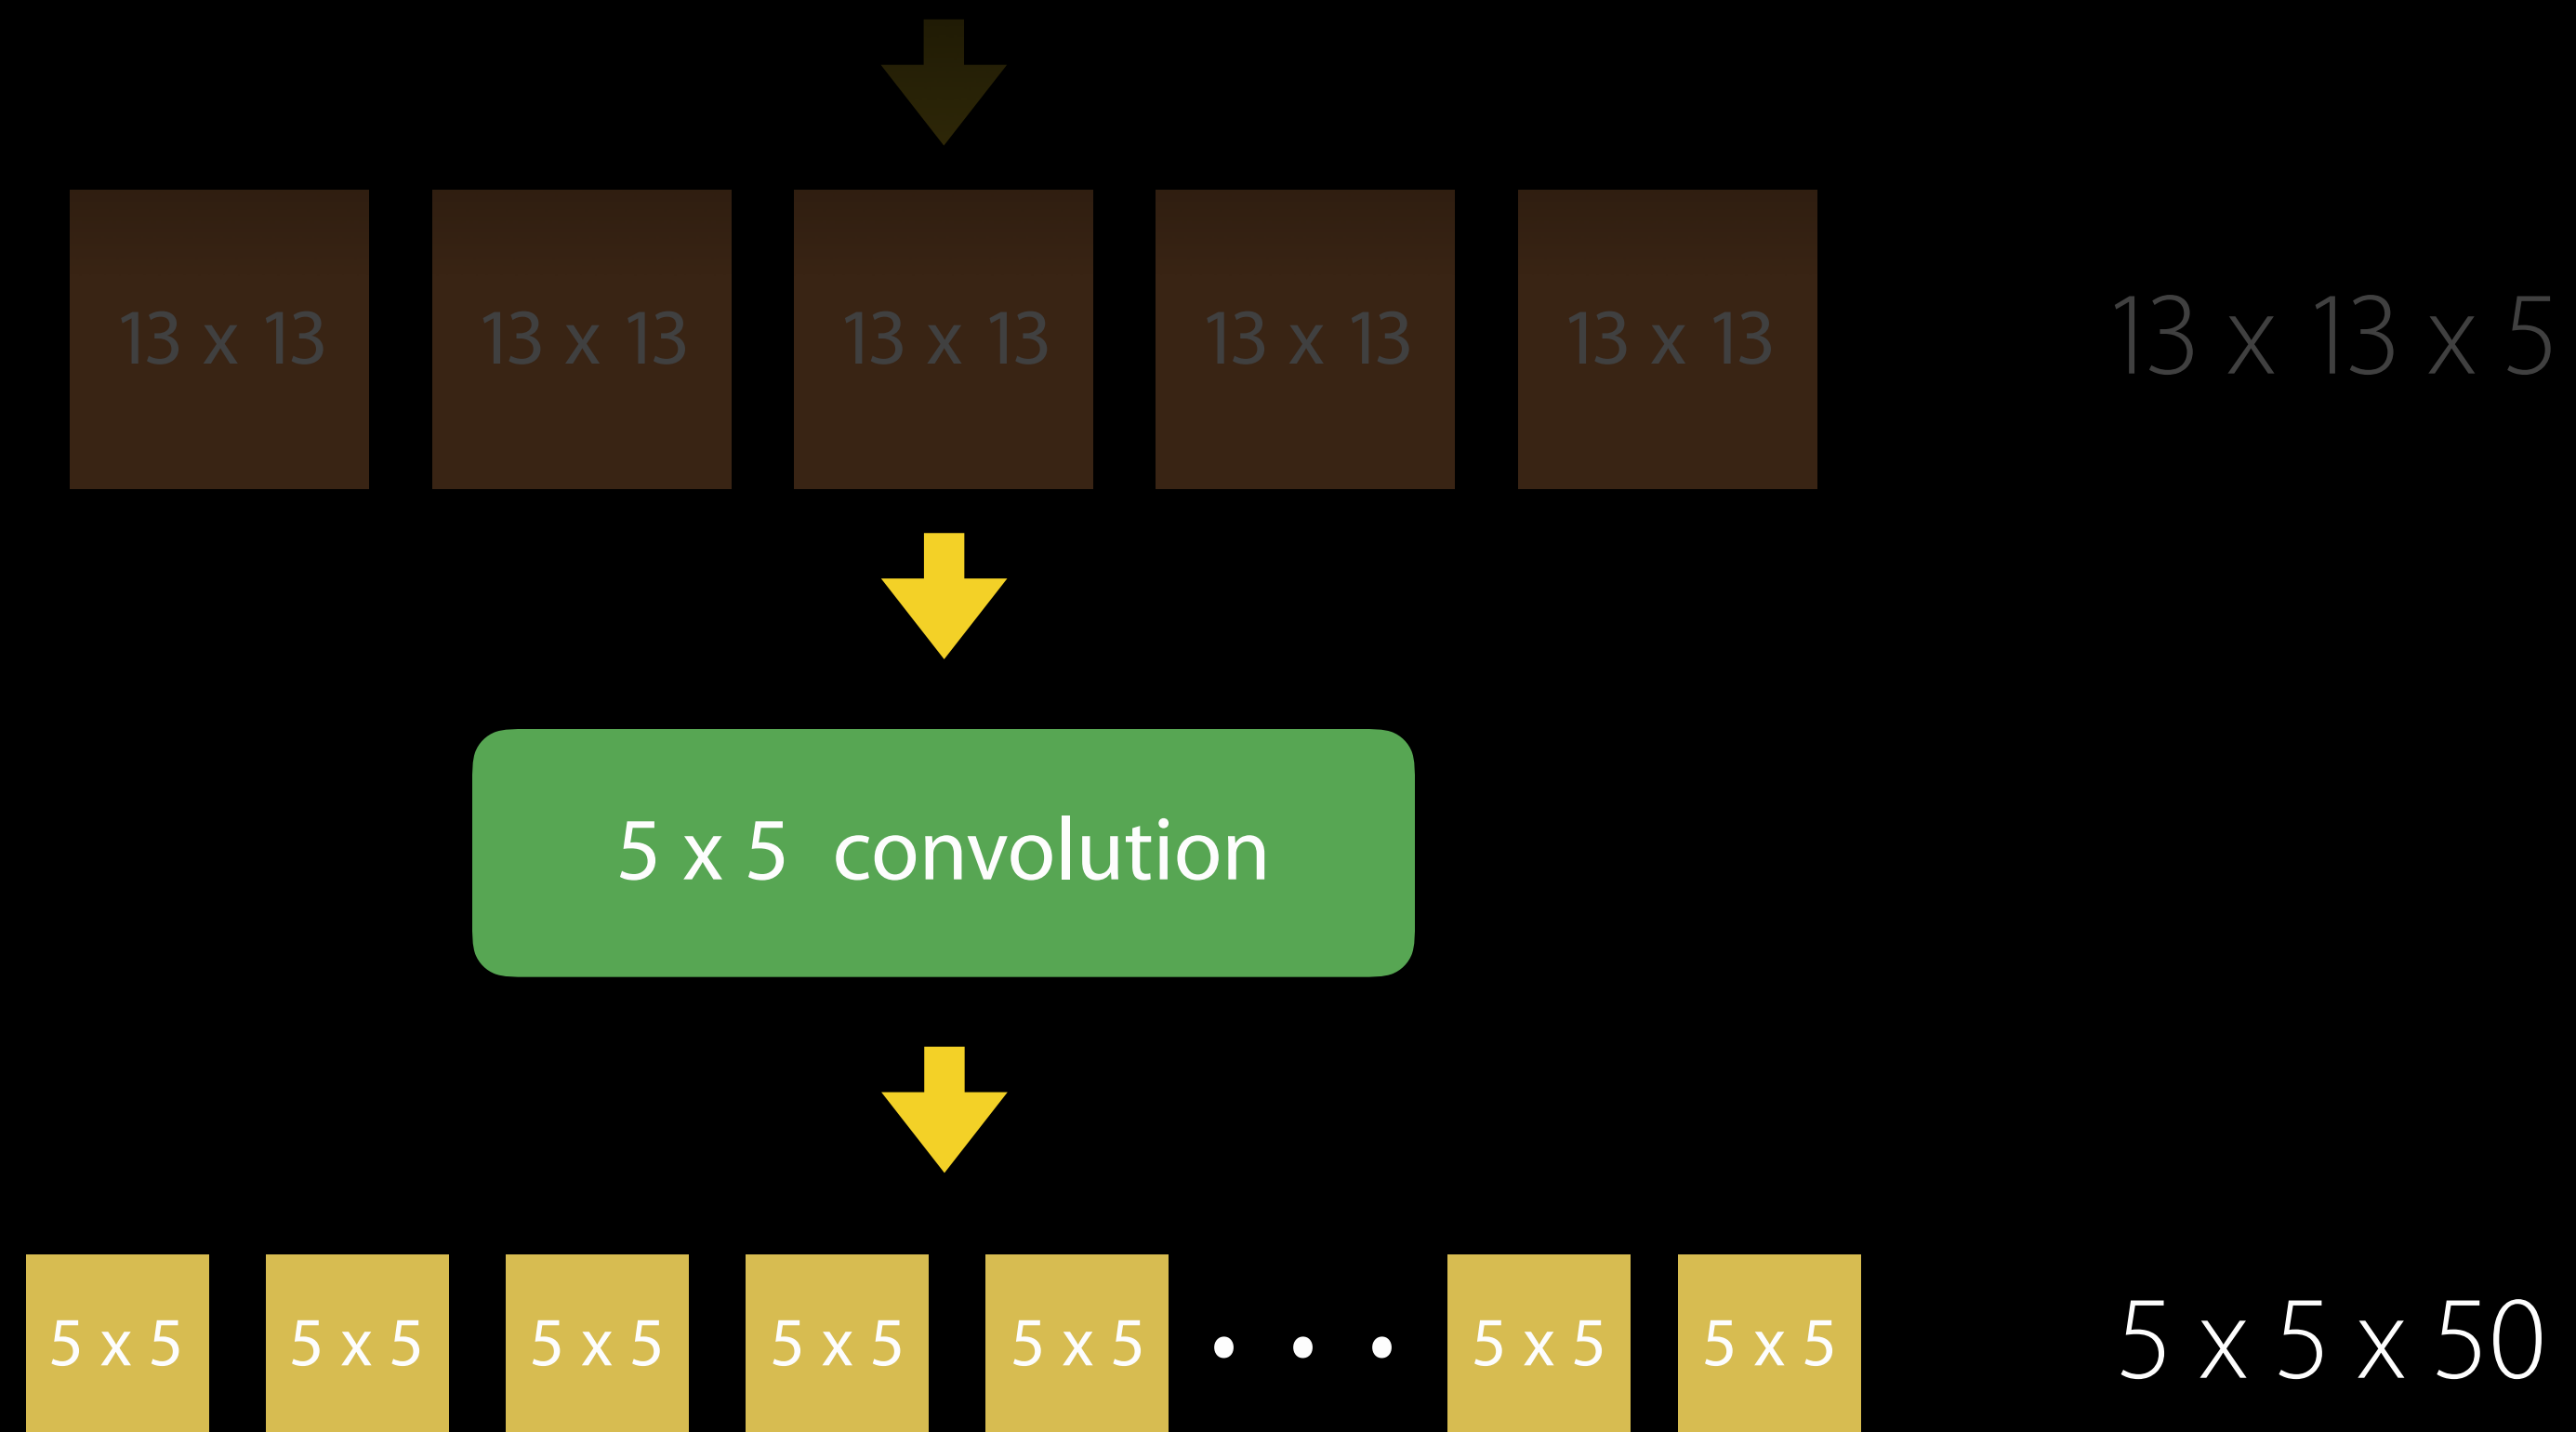 13 x 13 13 x 13 13 x 13 13 x 13 13 x 13 13 x 13 x 5
5 x 5 convolution
5 x 5 5 x 5 5 x 5 5 x 5 5 x 5 • • • 5 x 5 5 x 5 5 x 5 x 50